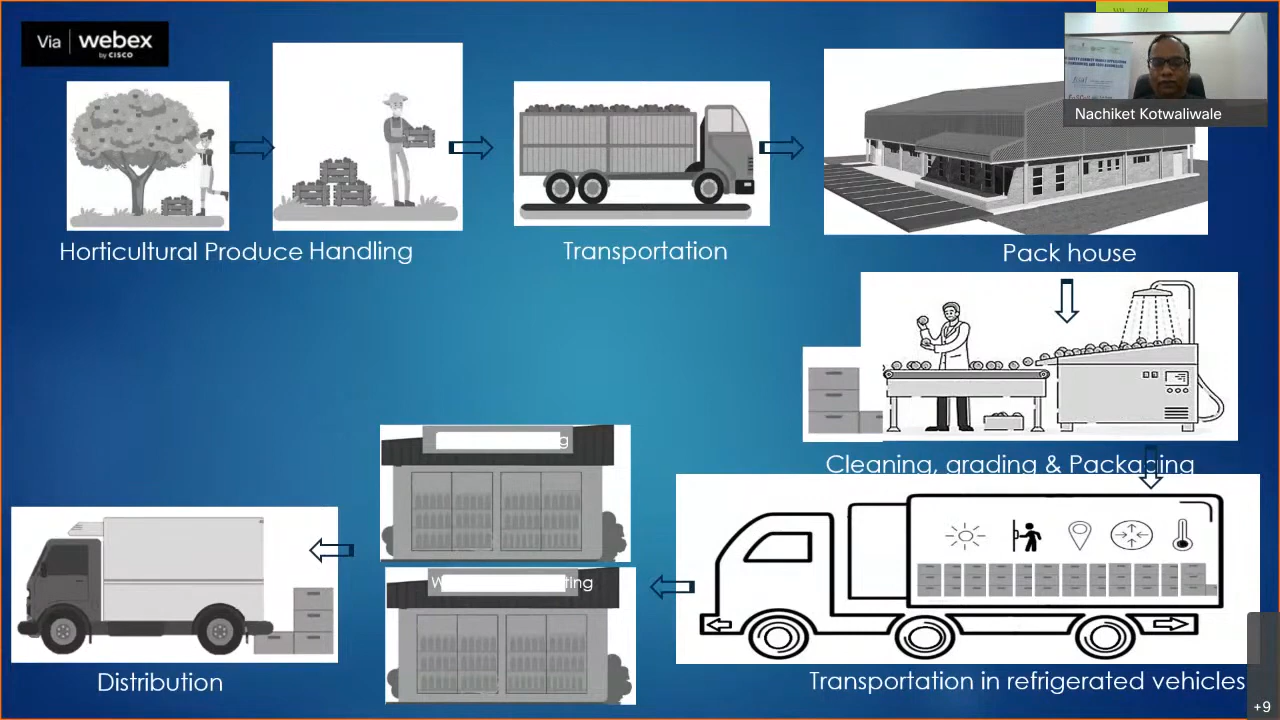 Via | webex
by CISCO
Nachiket Kotwaliwale
Horticultural Produce Handling
Transportation
Pack house
Cleaning, grading & Packaging
Distribution
Transportation in refrigerated vehicles
+9